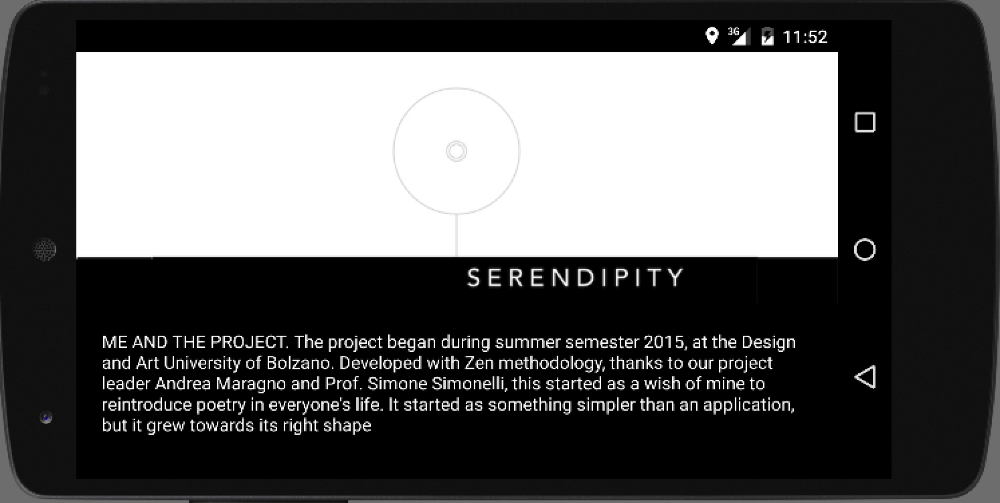 3G 11:52
SERENDIPITY
ME AND THE PROJECT. The project began during summer semester 2015, at the Design
and Art University of Bolzano. Developed with Zen methodology, thanks to our project
leader Andrea Maragno and Prof. Simone Simonelli, this started as a wish of mine to
reintroduce poetry in everyone's life. It started as something simpler than an application,
but it grew towards its right shape